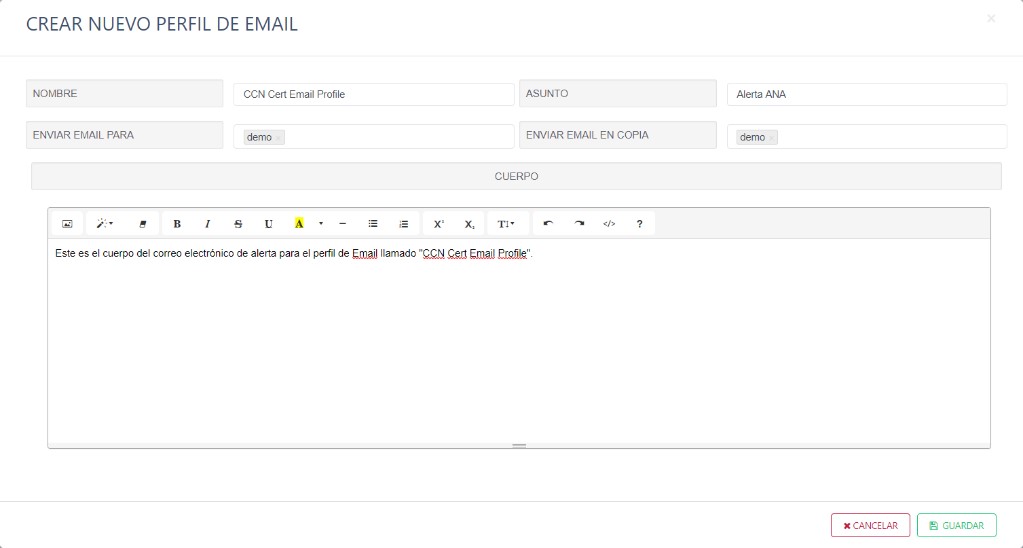 CREAR NUEVO PERFIL DE EMAIL
×
NOMBRE
CCN Cert Email Profile
ASUNTO
Alerta ANA
ENVIAR EMAIL PARA
demo ×
ENVIAR EMAIL EN COPIA
demo ×
CUERPO
B I S U A X² X₂ T </> ?
Este es el cuerpo del correo electrónico de alerta para el perfil de Email llamado "CCN Cert Email Profile".
CANCELAR
GUARDAR